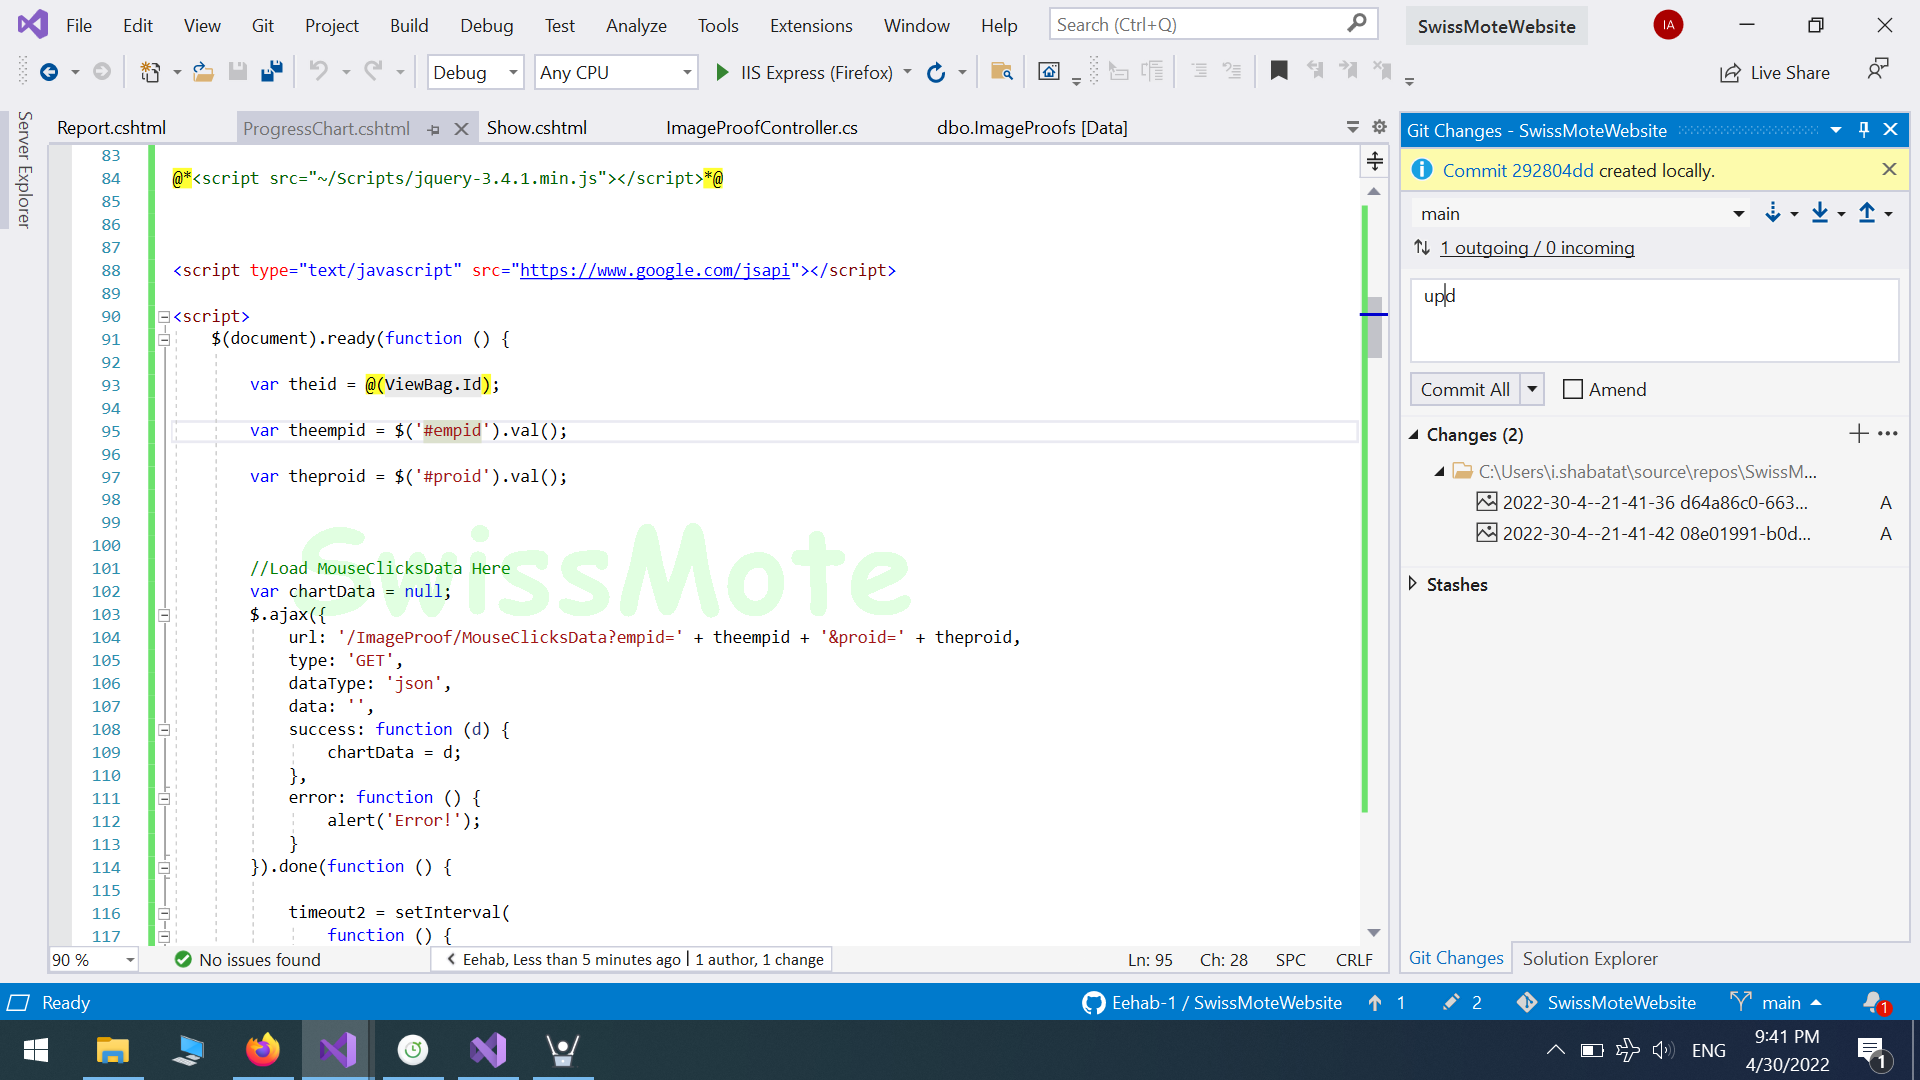 File Edit View Git Project Build Debug Test Analyze Tools Extensions Window Help Search (Ctrl+Q) SwissMoteWebsite IA
Debug Any CPU IIS Express (Firefox) Live Share
Server Explorer
Report.cshtml ProgressChart.cshtml Show.cshtml ImageProofController.cs dbo.ImageProofs [Data]
83
84 @*<script src="~/Scripts/jquery-3.4.1.min.js"></script>*@
85
86
87
88 <script type="text/javascript" src="https://www.google.com/jsapi"></script>
89
90 <script>
91 $(document).ready(function () {
92
93 var theid = @(ViewBag.Id);
94
95 var theempid = $('#empid').val();
96
97 var theproid = $('#proid').val();
98
99
100
SwissMote
101 //Load MouseClicksData Here
102 var chartData = null;
103 $.ajax({
104 url: '/ImageProof/MouseClicksData?empid=' + theempid + '&proid=' + theproid,
105 type: 'GET',
106 dataType: 'json',
107 data: '',
108 success: function (d) {
109 chartData = d;
110 },
111 error: function () {
112 alert('Error!');
113 }
114 }).done(function () {
115
116 timeout2 = setInterval(
117 function () {
90 % No issues found Eehab, Less than 5 minutes ago | 1 author, 1 change Ln: 95 Ch: 28 SPC CRLF
Git Changes - SwissMoteWebsite
Commit 292804dd created locally.
main
1 outgoing / 0 incoming
upd
Commit All Amend
Changes (2)
C:\Users\i.shabatat\source\repos\SwissM...
2022-30-4--21-41-36 d64a86c0-663... A
2022-30-4--21-41-42 08e01991-b0d... A
Stashes
Git Changes Solution Explorer
Ready Eehab-1 / SwissMoteWebsite 1 2 SwissMoteWebsite main 1
ENG 9:41 PM
4/30/2022 1